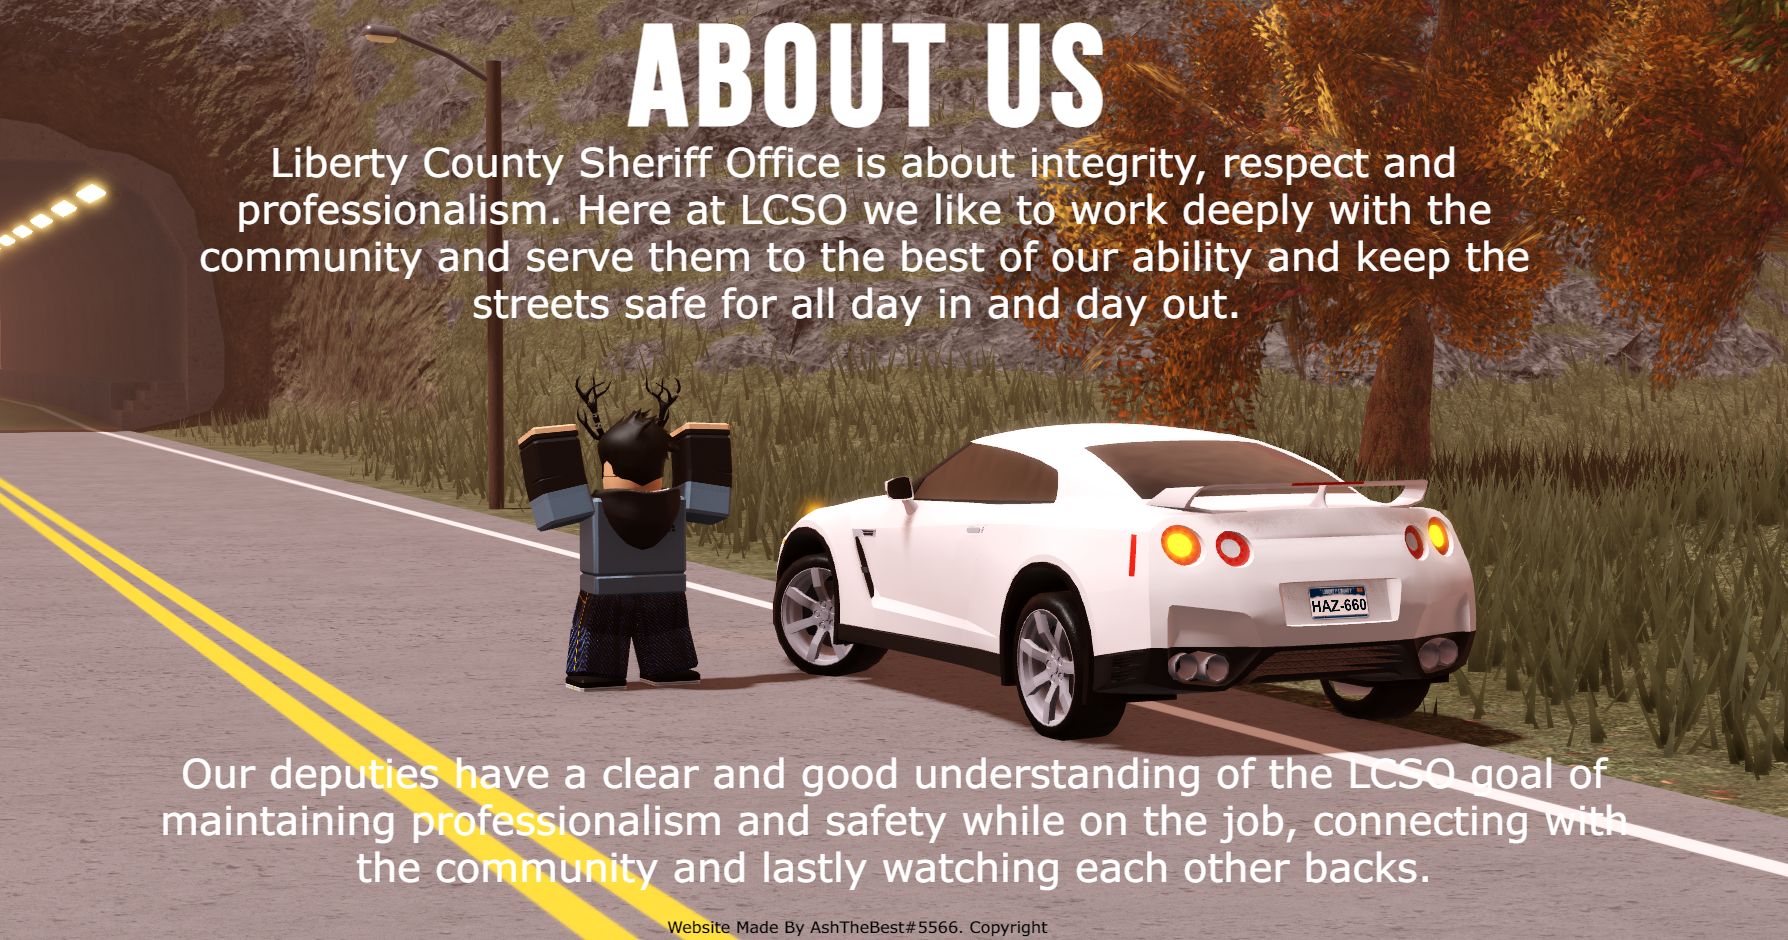 ABOUT US
Liberty County Sheriff Office is about integrity, respect and
professionalism. Here at LCSO we like to work deeply with the
community and serve them to the best of our ability and keep the
streets safe for all day in and day out.
HAZ-660
Our deputies have a clear and good understanding of the LCSO goal of
maintaining professionalism and safety while on the job, connecting with
the community and lastly watching each other backs.
Website Made By AshTheBest#5566. Copyright